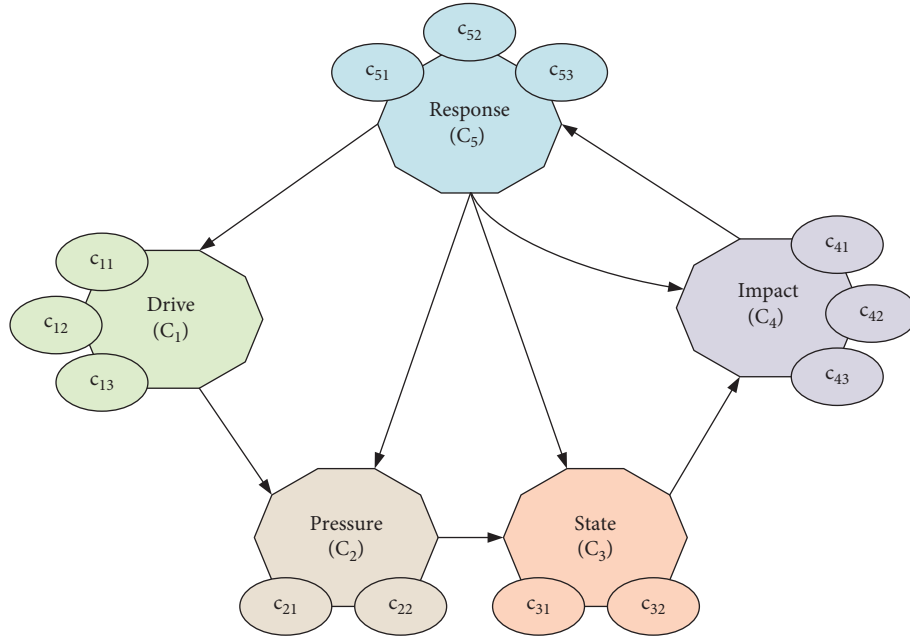 c₅₂
c₅₁
c₅₃
Response
(C₅)
c₁₁
Drive
(C₁)
c₁₂
c₁₃
c₄₁
Impact
(C₄)
c₄₂
c₄₃
Pressure
(C₂)
c₂₁
c₂₂
State
(C₃)
c₃₁
c₃₂